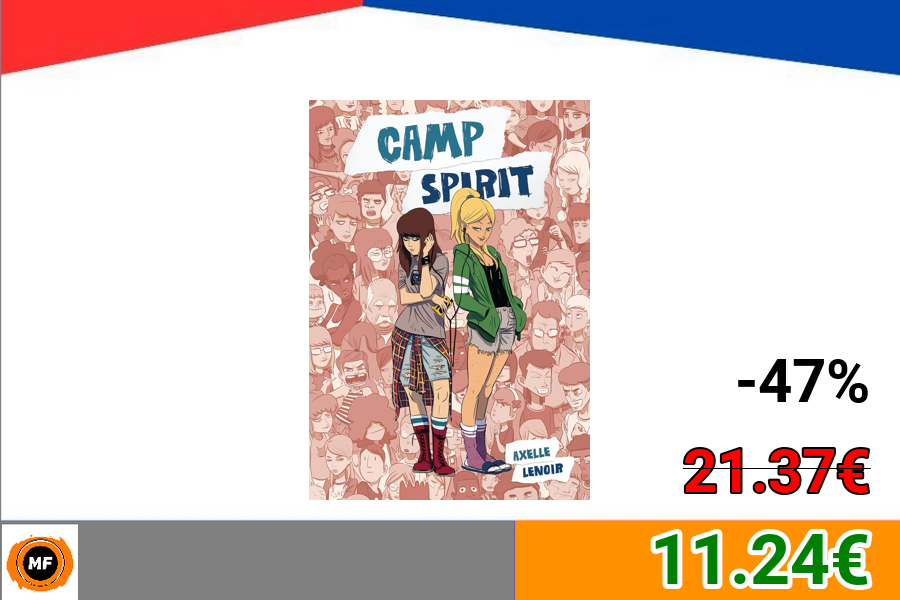 CAMP
SPIRIT
AXELLE
LENOIR
-47%
21.37€
11.24€
MF